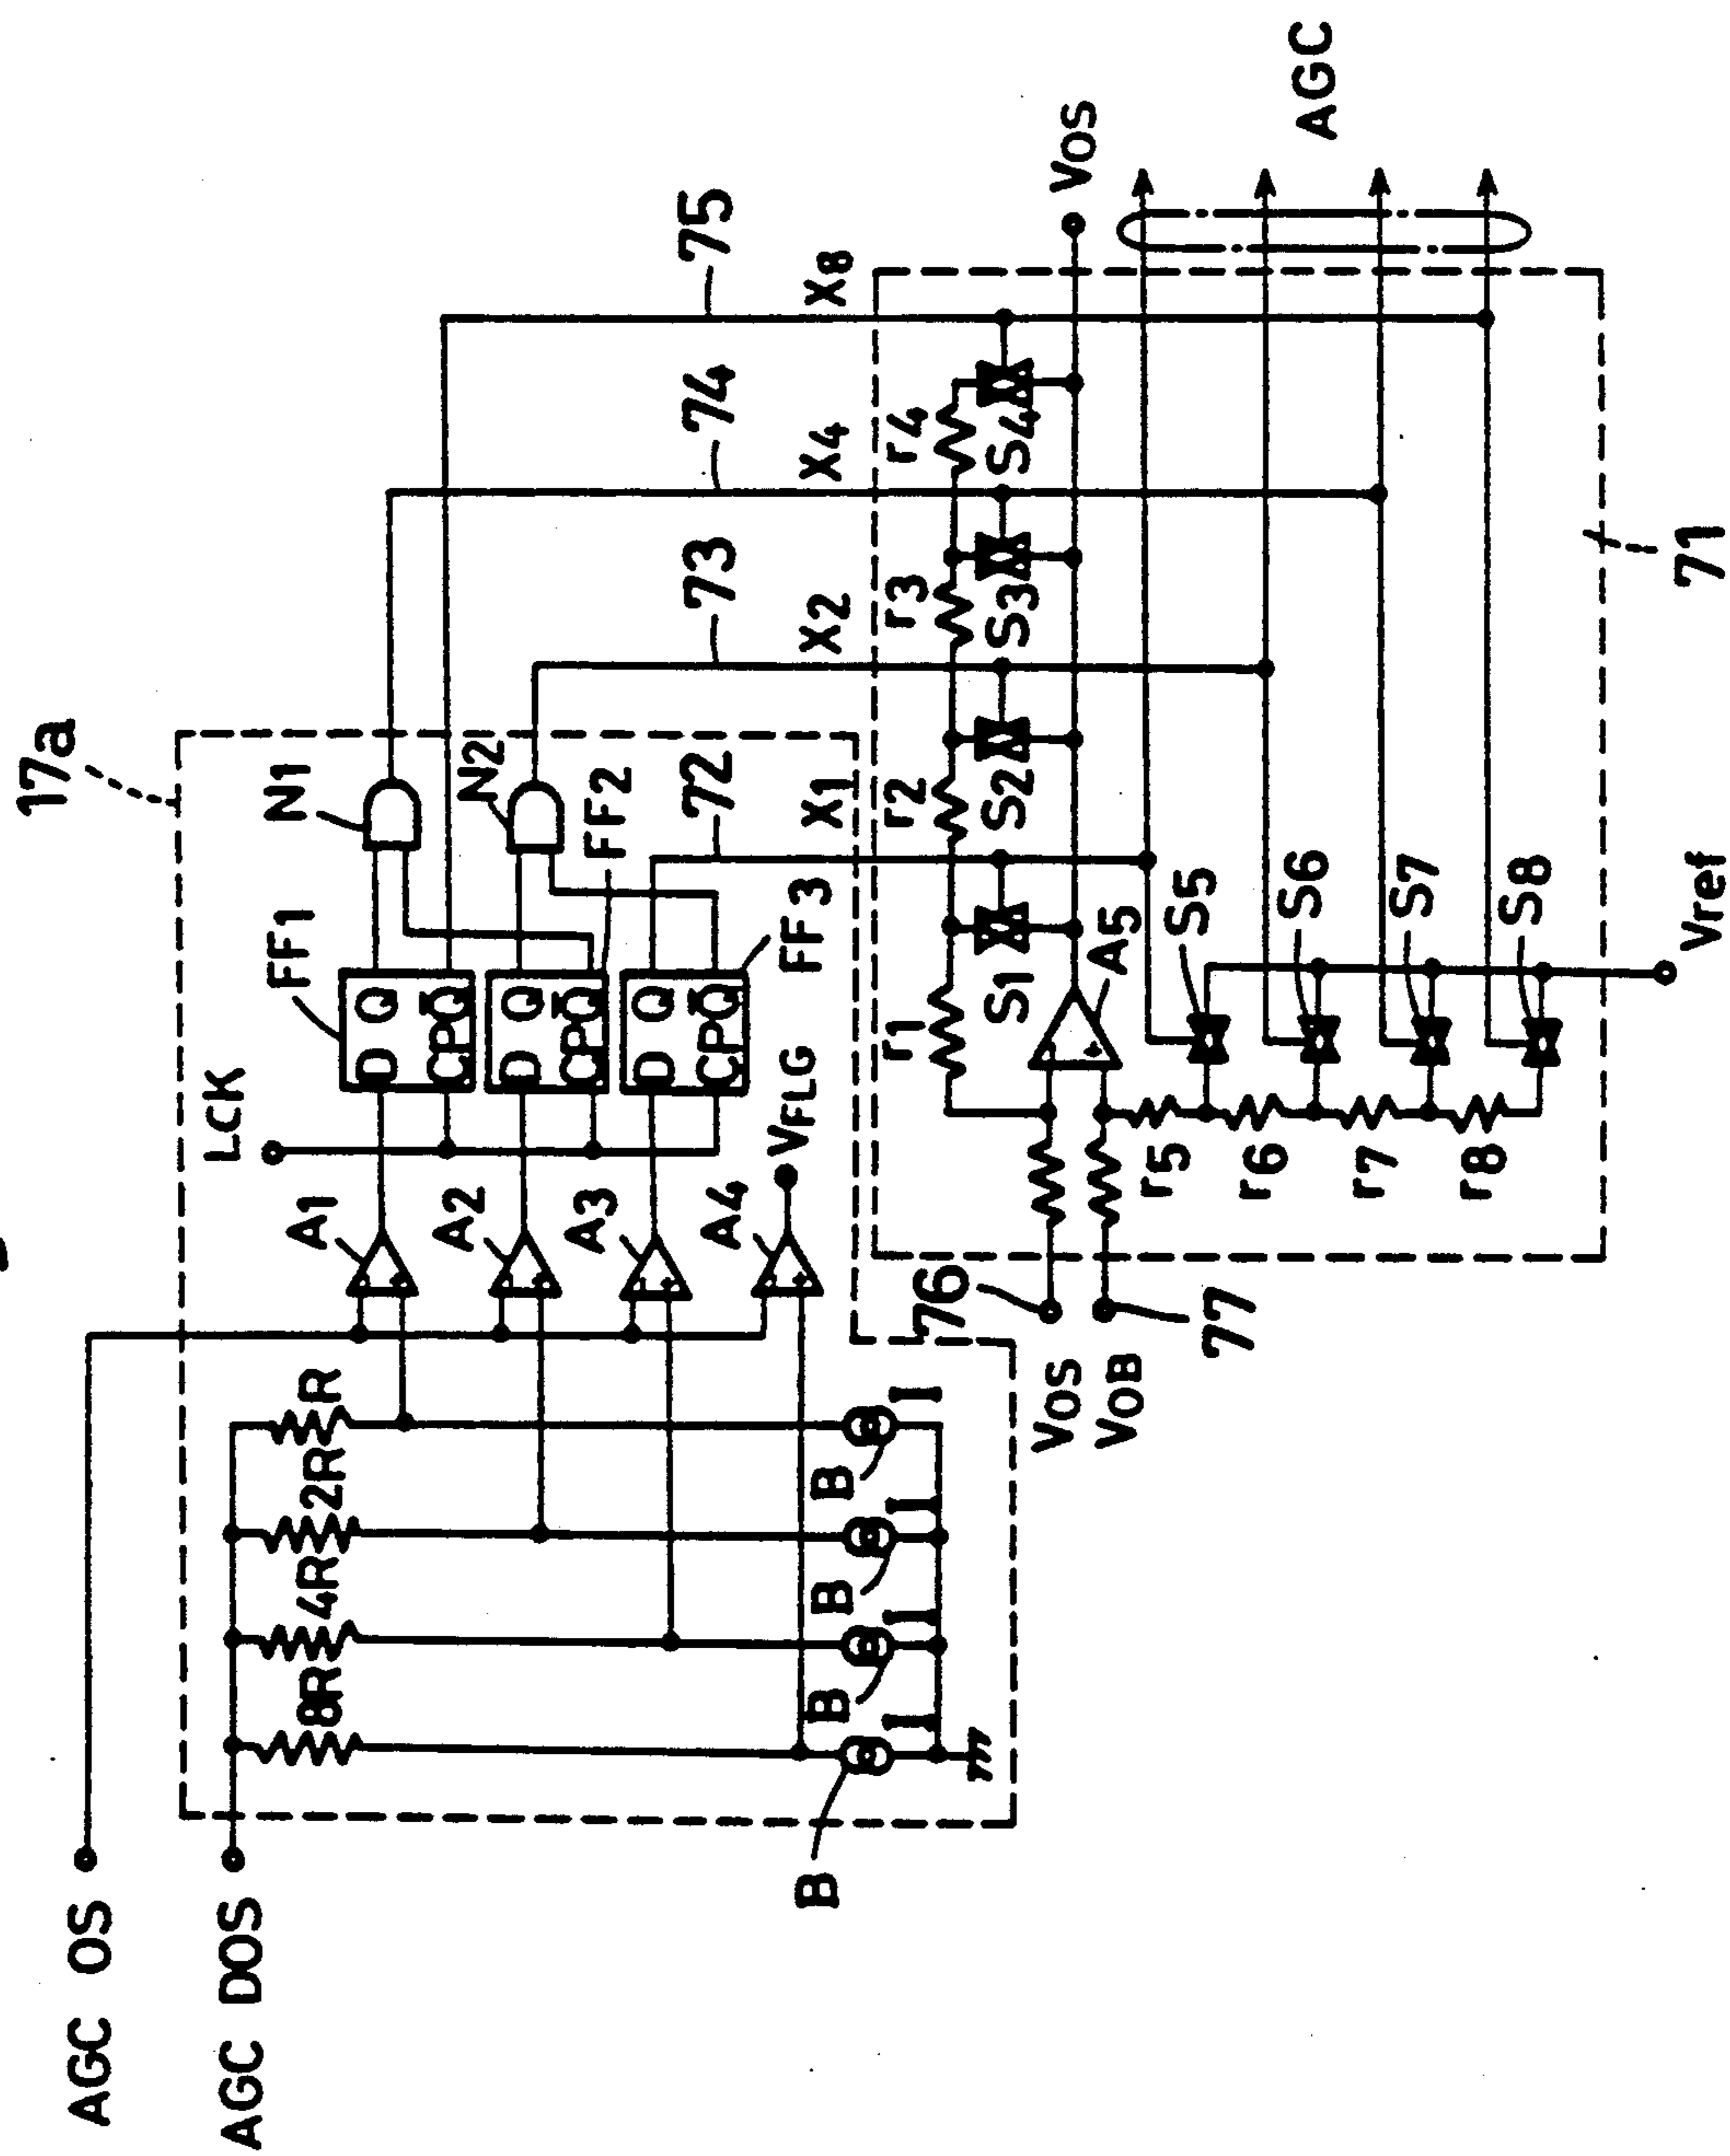 17a
AGC OS
AGC DOS
LCK
FF1
N1
A1
D Q
CP Q̄
R
2R
4R
8R
A2
D Q
CP Q̄
N2
A3
D Q
CP Q̄
FF2
FF3
A4
VFLG
72
73
74
75
X1
X2
X4
X8
B
B
B
B
I
I
I
I
r1
r2
r3
r4
S1
S2
S3
S4
76
VOS
VOB
77
A5
VOS
r5
r6
r7
r8
S5
S6
S7
S8
AGC
Vref
71